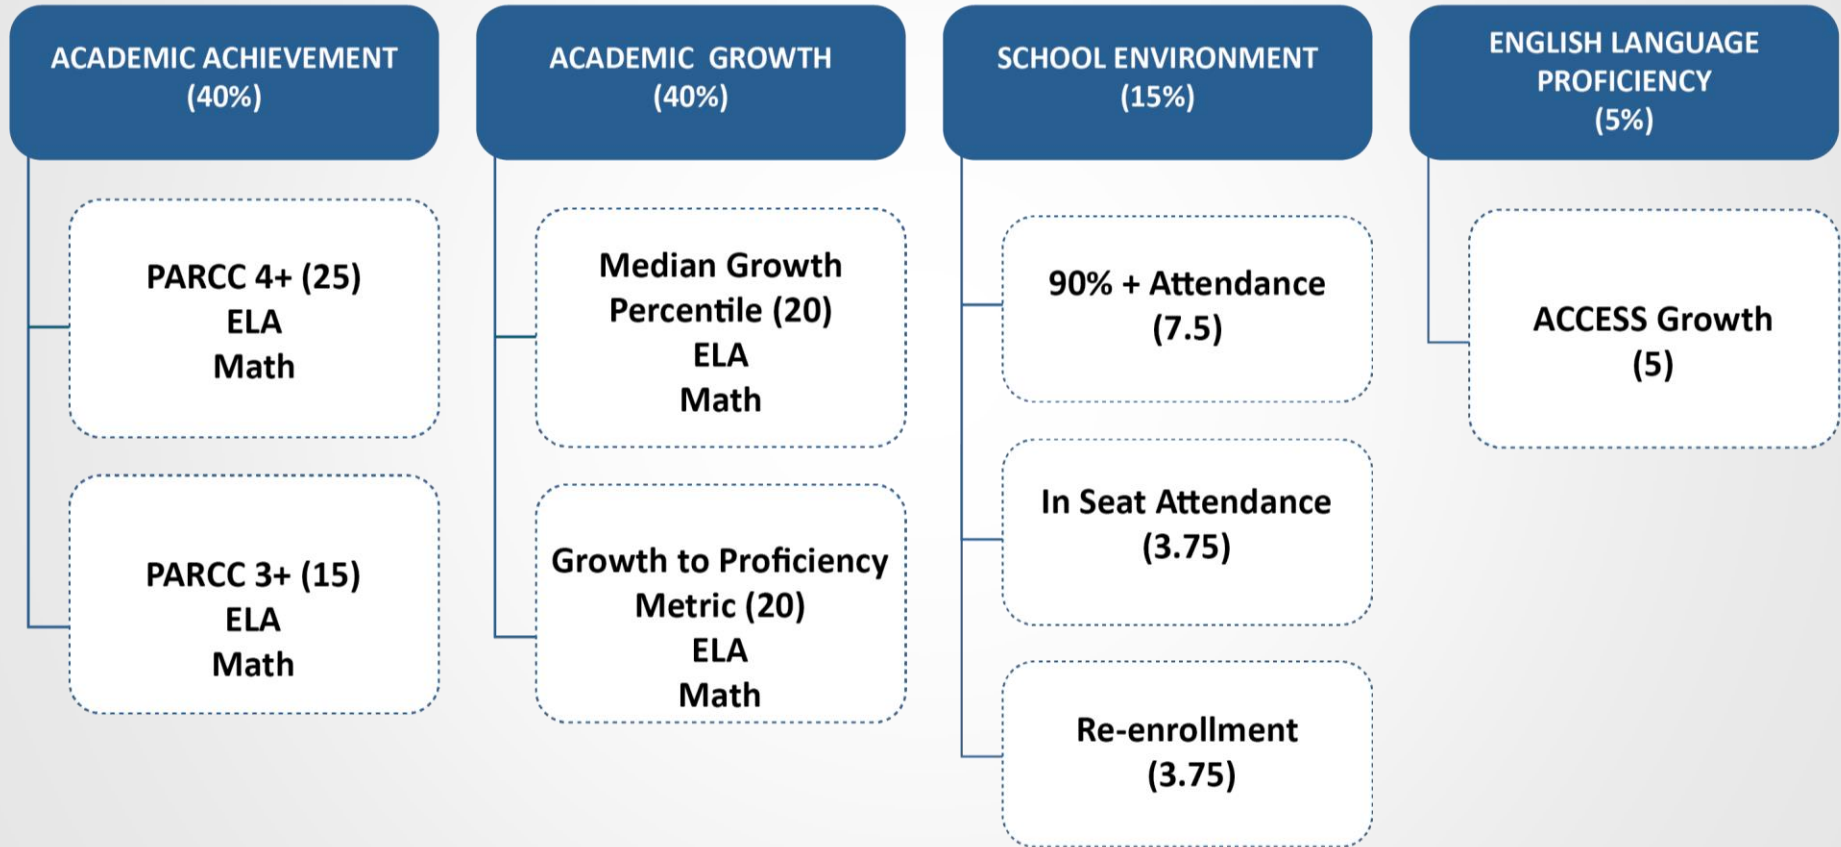 ACADEMIC ACHIEVEMENT
(40%)
PARCC 4+ (25)
ELA
Math
PARCC 3+ (15)
ELA
Math
ACADEMIC GROWTH
(40%)
Median Growth
Percentile (20)
ELA
Math
Growth to Proficiency
Metric (20)
ELA
Math
SCHOOL ENVIRONMENT
(15%)
90% + Attendance
(7.5)
In Seat Attendance
(3.75)
Re-enrollment
(3.75)
ENGLISH LANGUAGE
PROFICIENCY
(5%)
ACCESS Growth
(5)